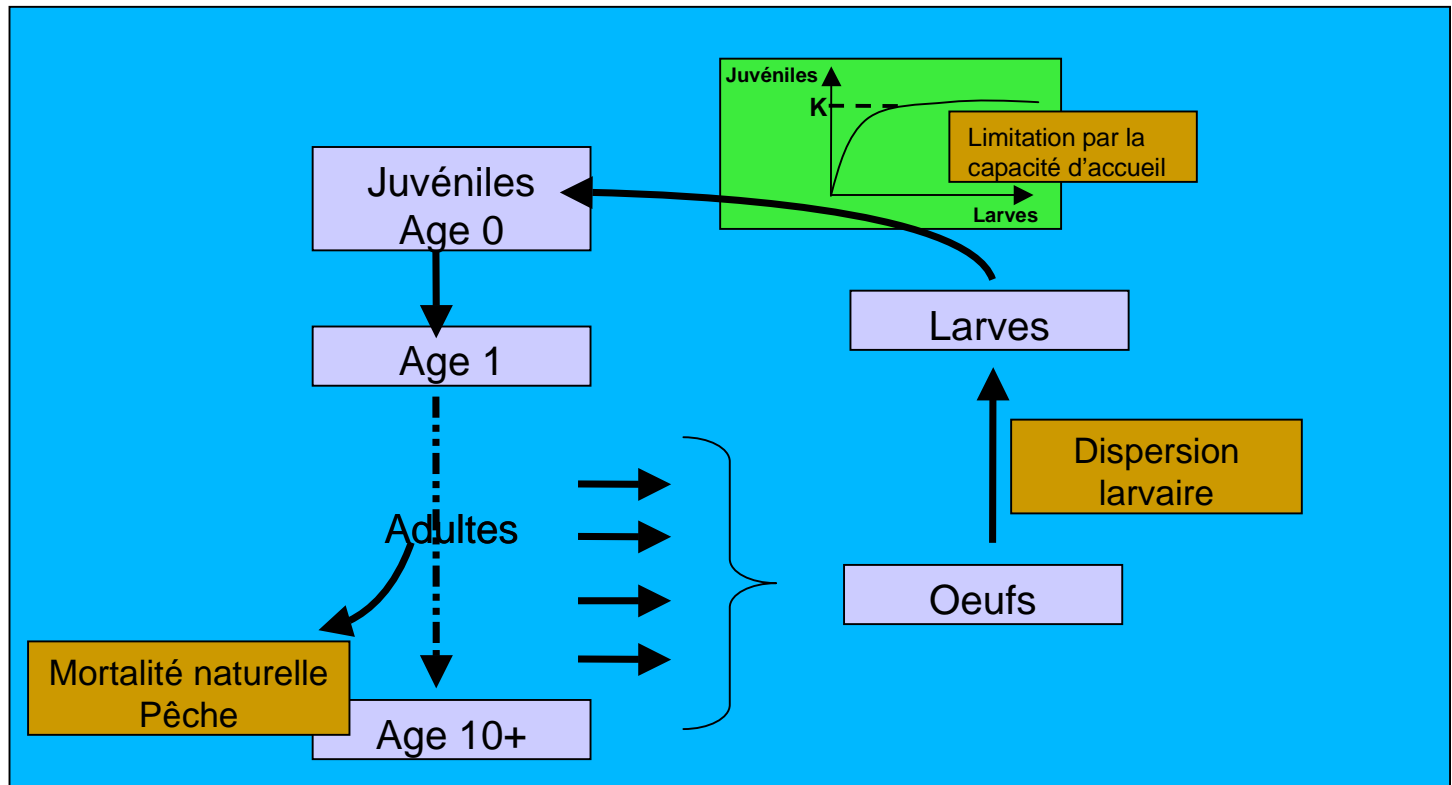 Juvéniles
K
Limitation par la
capacité d'accueil
Larves
Juvéniles
Age 0
Larves
Age 1
Dispersion
larvaire
Adultes
Oeufs
Mortalité naturelle
Pêche
Age 10+